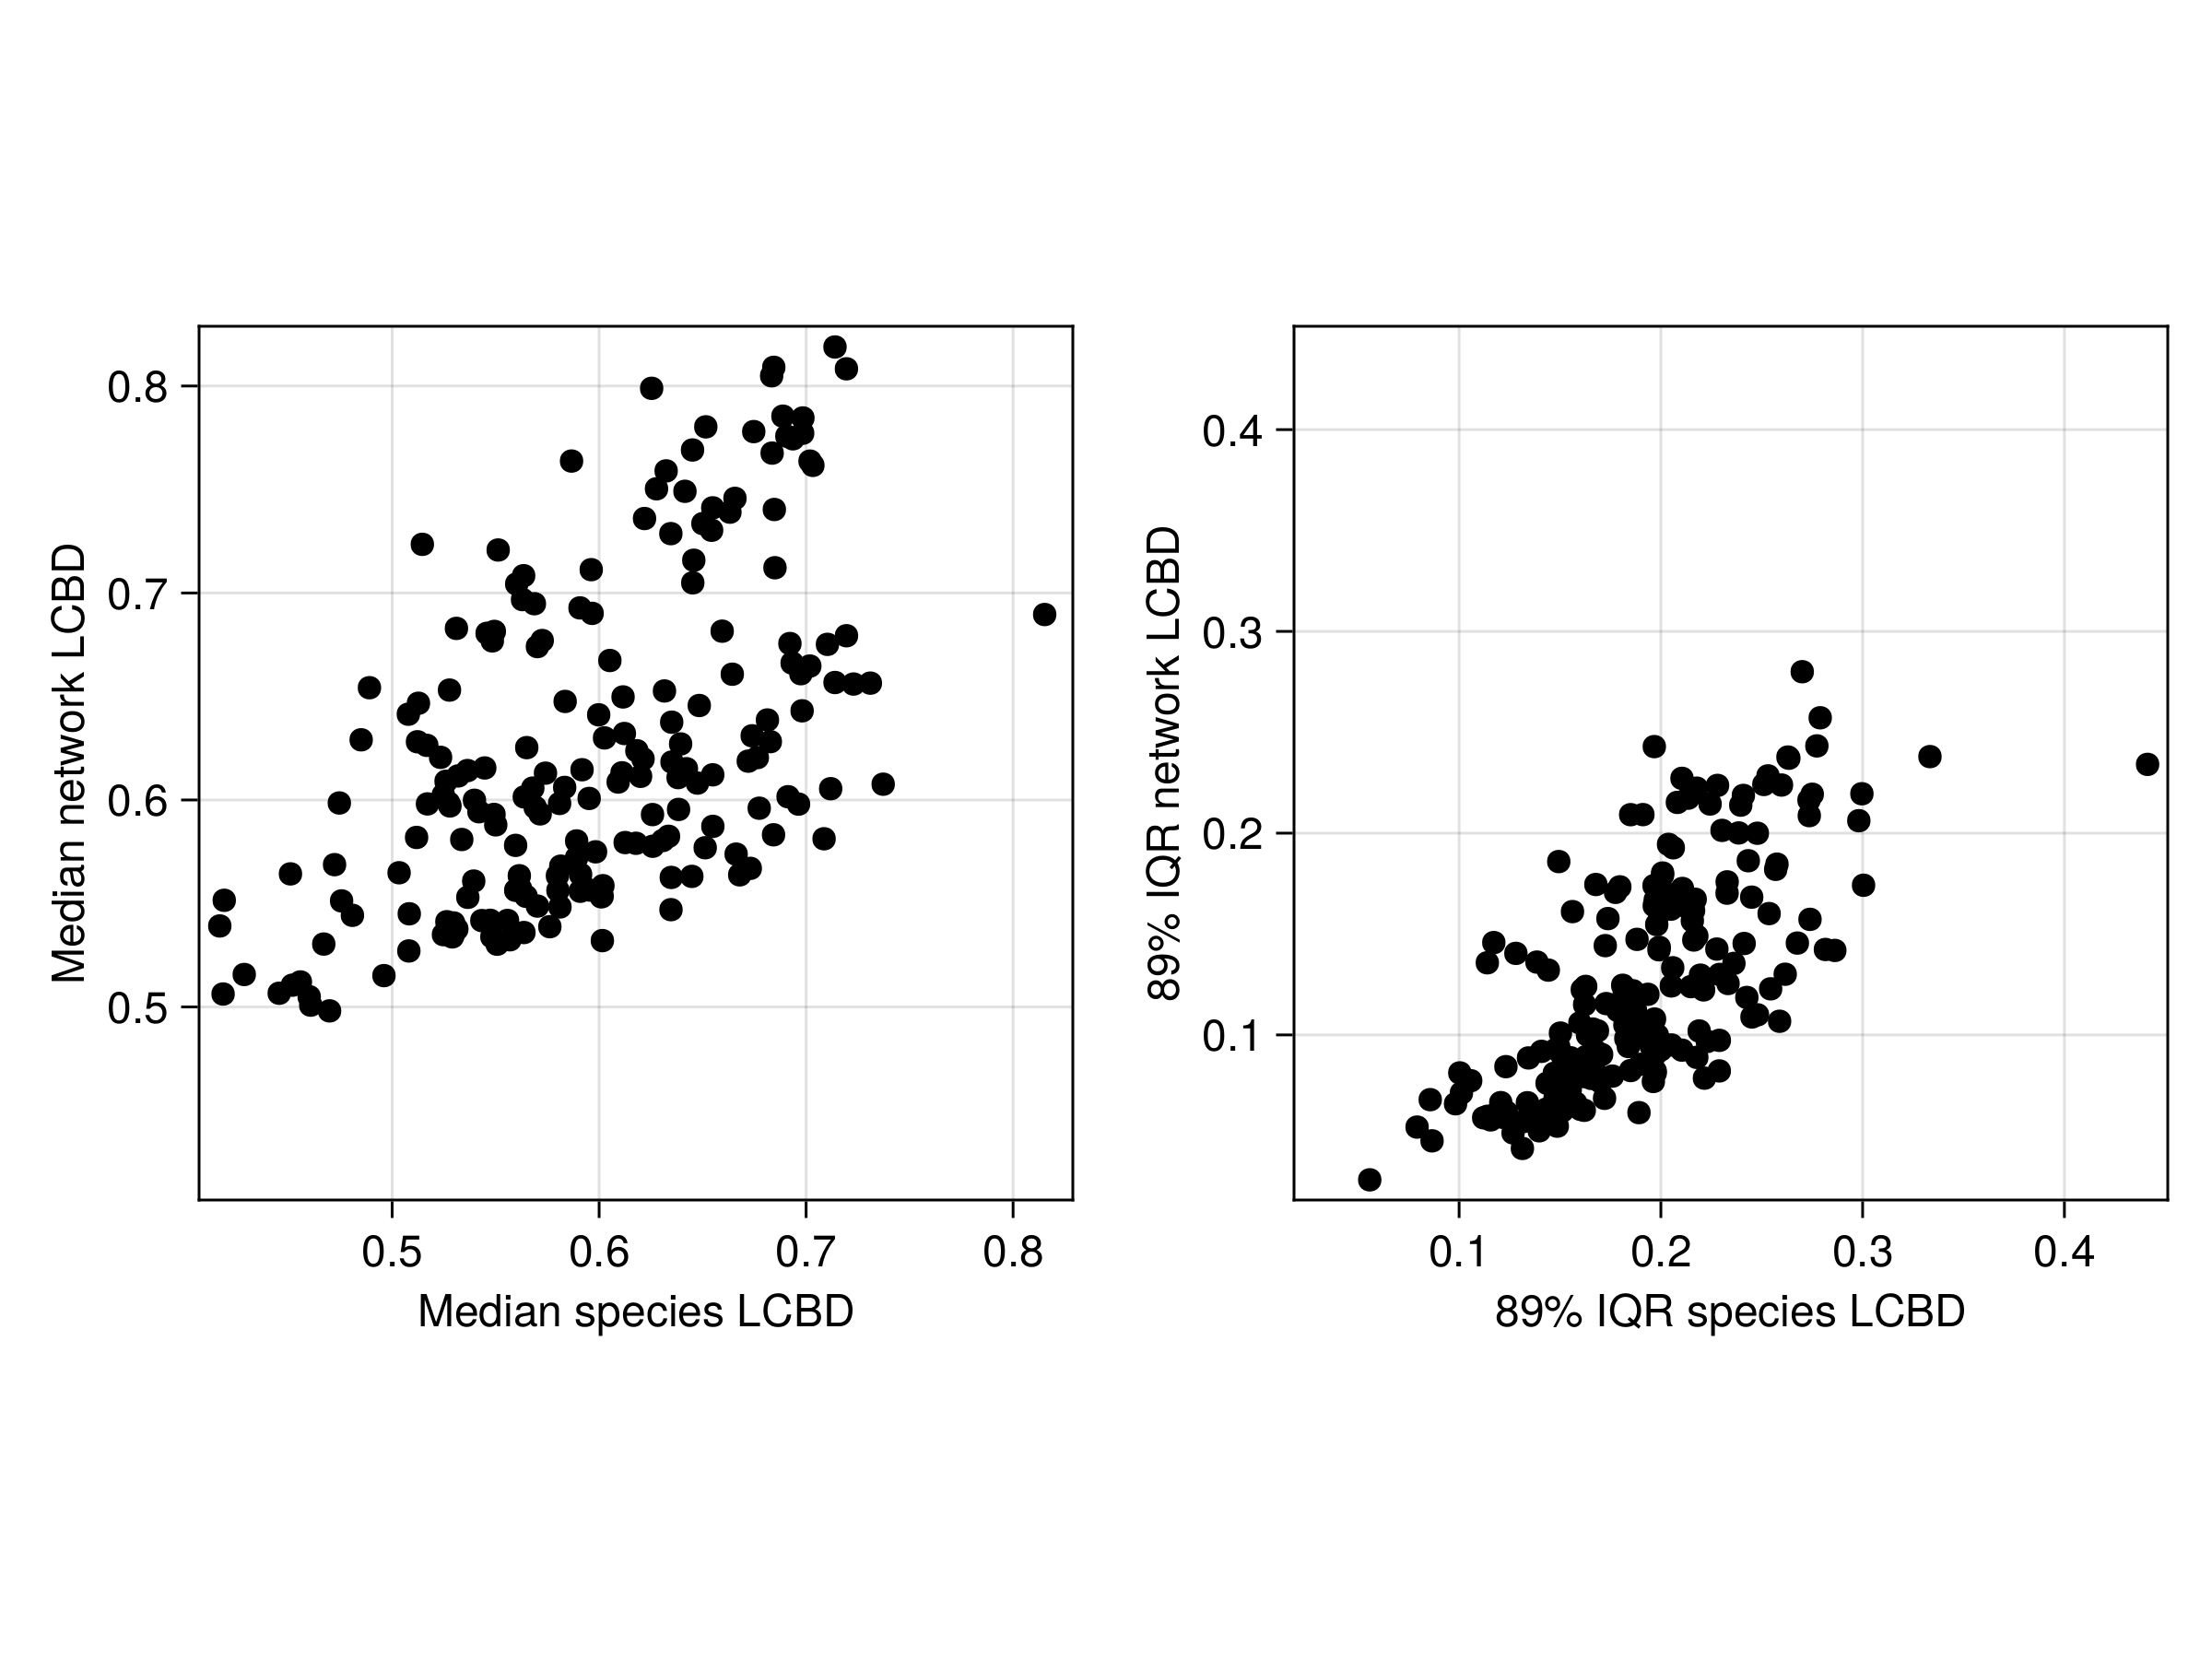 Median network LCBD
0.8
0.7
0.6
0.5
0.5 0.6 0.7 0.8
Median species LCBD
89% IQR network LCBD
0.4
0.3
0.2
0.1
0.1 0.2 0.3 0.4
89% IQR species LCBD